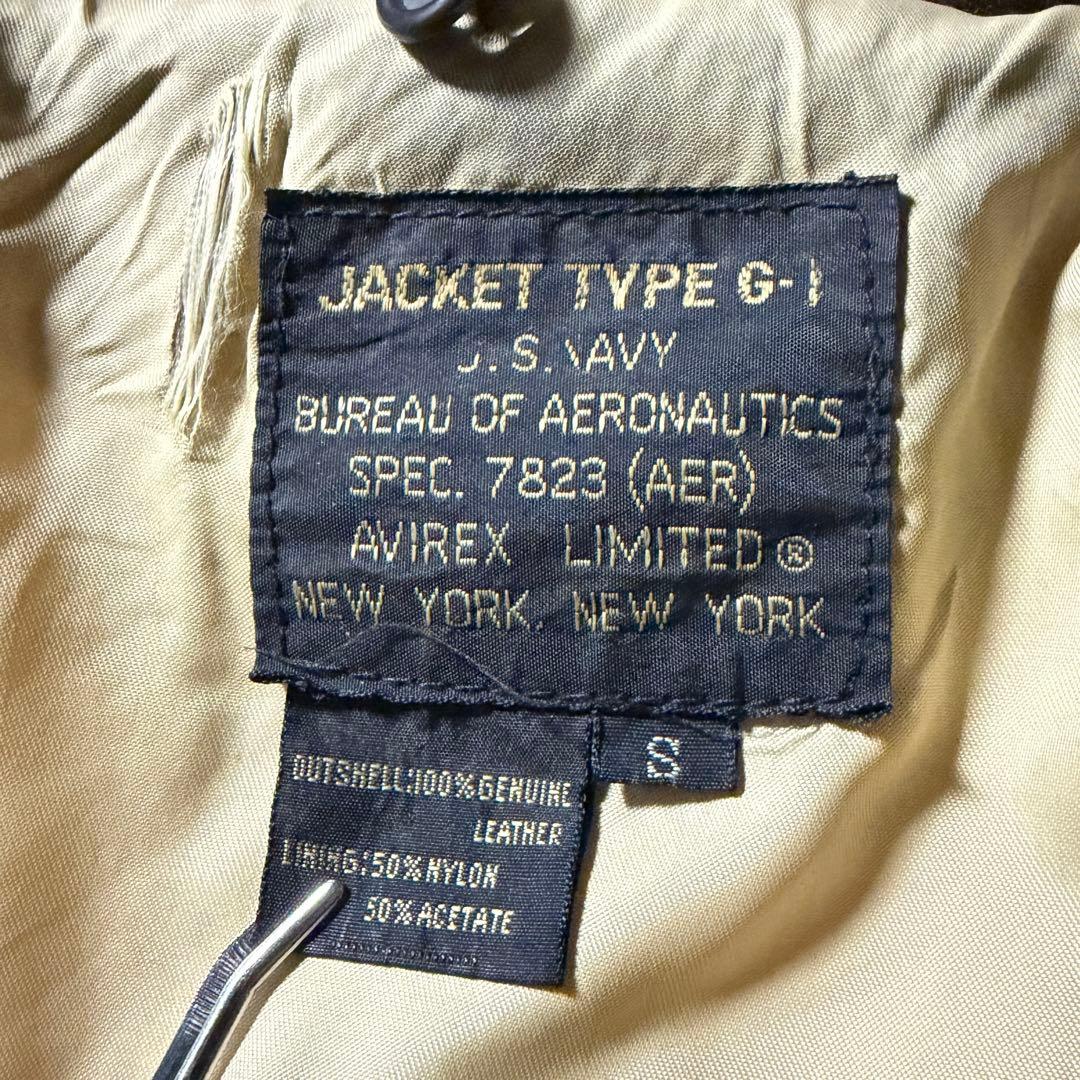 JACKET TYPE G-1
U.S. NAVY
BUREAU OF AERONAUTICS
SPEC. 7823 (AER)
AVIREX LIMITED®
NEW YORK. NEW YORK
S
OUTSHELL:100%GENUINE
LEATHER
LINING:50%NYLON
50%ACETATE